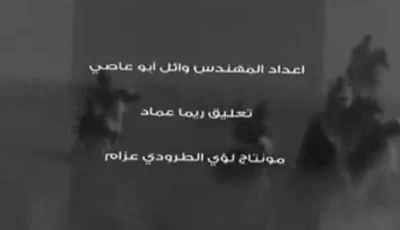 اعداد المهندس وائل أبو عاصي
تعليق ريما عماد
مونتاج لؤي الطرودي عزام